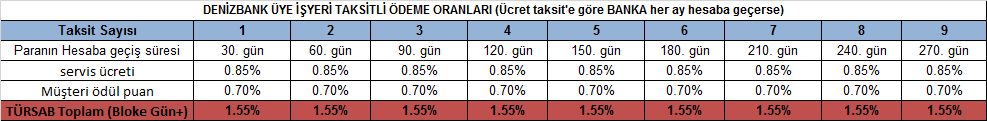 DENİZBANK ÜYE İŞYERİ TAKSİTLİ ÖDEME ORANLARI (Ücret taksit'e göre BANKA her ay hesaba geçerse)
Taksit Sayısı 1 2 3 4 5 6 7 8 9
Paranın Hesaba geçiş süresi 30. gün 60. gün 90. gün 120. gün 150. gün 180. gün 210. gün 240. gün 270. gün
servis ücreti 0.85% 0.85% 0.85% 0.85% 0.85% 0.85% 0.85% 0.85% 0.85%
Müşteri ödül puan 0.70% 0.70% 0.70% 0.70% 0.70% 0.70% 0.70% 0.70% 0.70%
TÜRSAB Toplam (Bloke Gün+) 1.55% 1.55% 1.55% 1.55% 1.55% 1.55% 1.55% 1.55% 1.55%